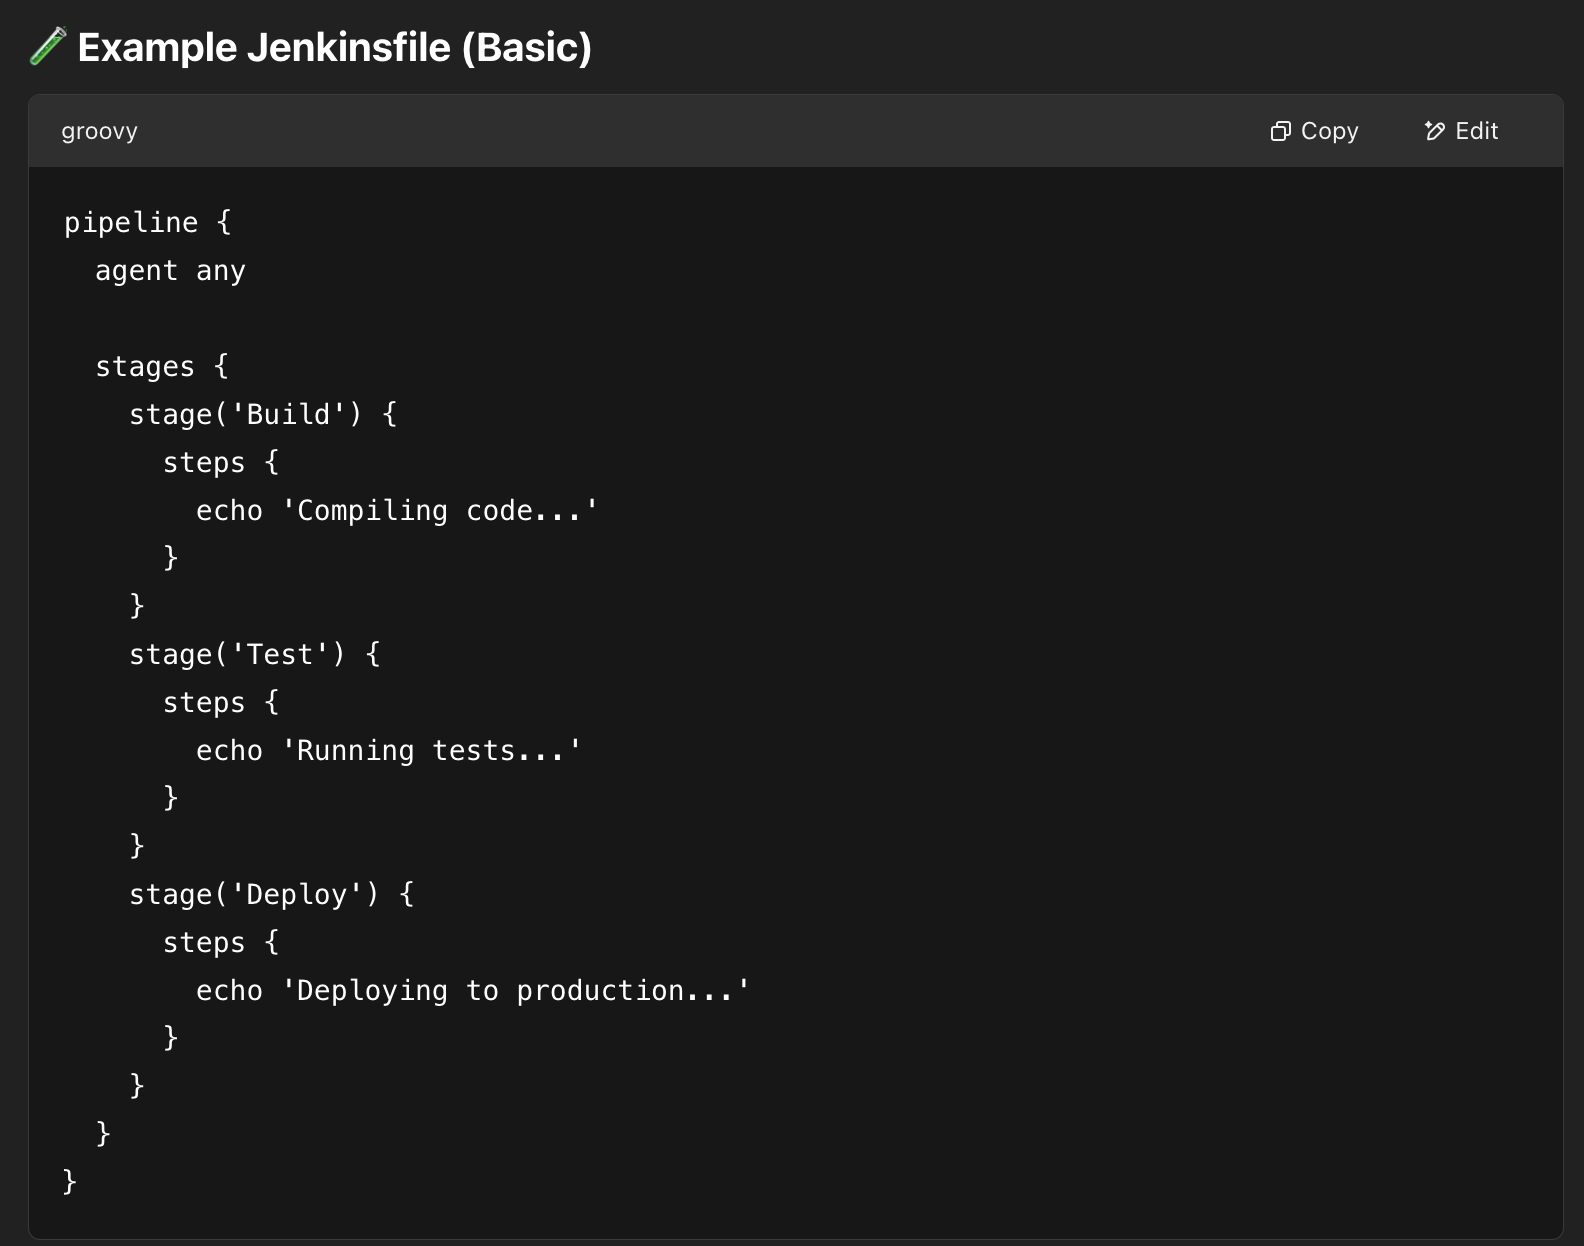 🧪 Example Jenkinsfile (Basic)
groovy Copy Edit
pipeline {
  agent any

  stages {
    stage('Build') {
      steps {
        echo 'Compiling code...'
      }
    }
    stage('Test') {
      steps {
        echo 'Running tests...'
      }
    }
    stage('Deploy') {
      steps {
        echo 'Deploying to production...'
      }
    }
  }
}